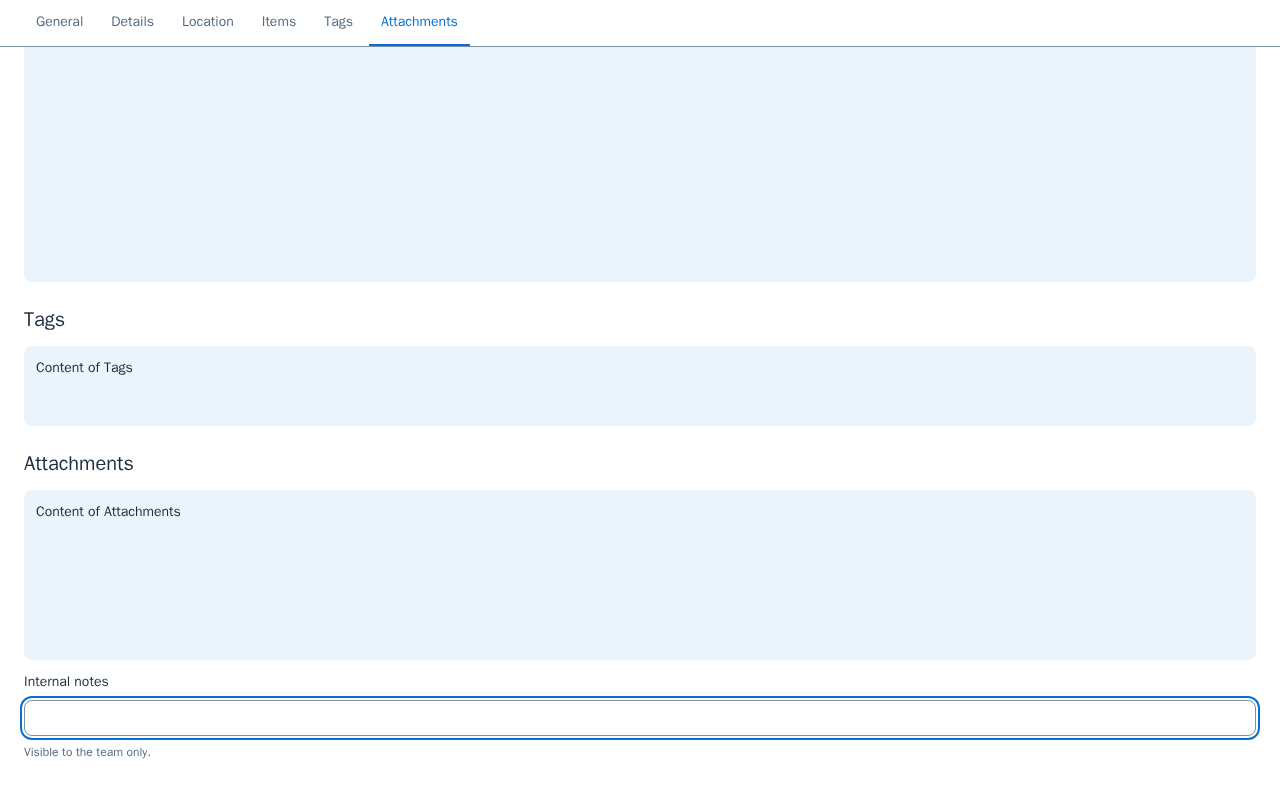 General Details Location Items Tags Attachments
Tags
Content of Tags
Attachments
Content of Attachments
Internal notes
Visible to the team only.